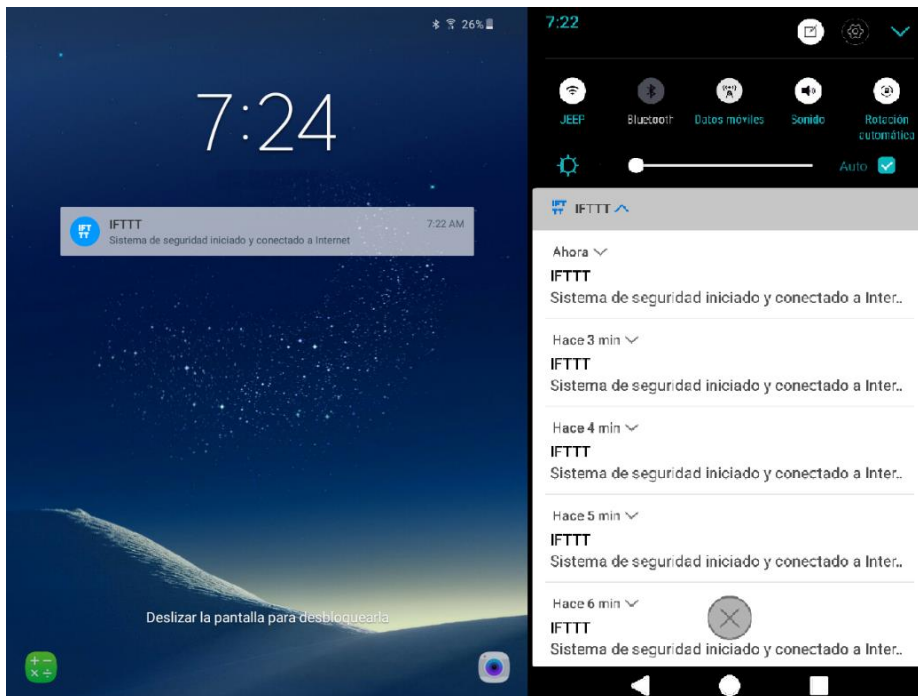 26%
7:24
IFT
TT
IFTTT
7:22 AM
Sistema de seguridad iniciado y conectado a Internet
Deslizar la pantalla para desbloquearla
7:22
JEEP
Bluetooth
Datos móviles
Sonido
Rotación
automática
Auto
IFT
TT
IFTTT
Ahora
IFTTT
Sistema de seguridad iniciado y conectado a Inter..
Hace 3 min
IFTTT
Sistema de seguridad iniciado y conectado a Inter..
Hace 4 min
IFTTT
Sistema de seguridad iniciado y conectado a Inter..
Hace 5 min
IFTTT
Sistema de seguridad iniciado y conectado a Inter..
Hace 6 min
IFTTT
Sistema de seguridad iniciado y conectado a Inter..